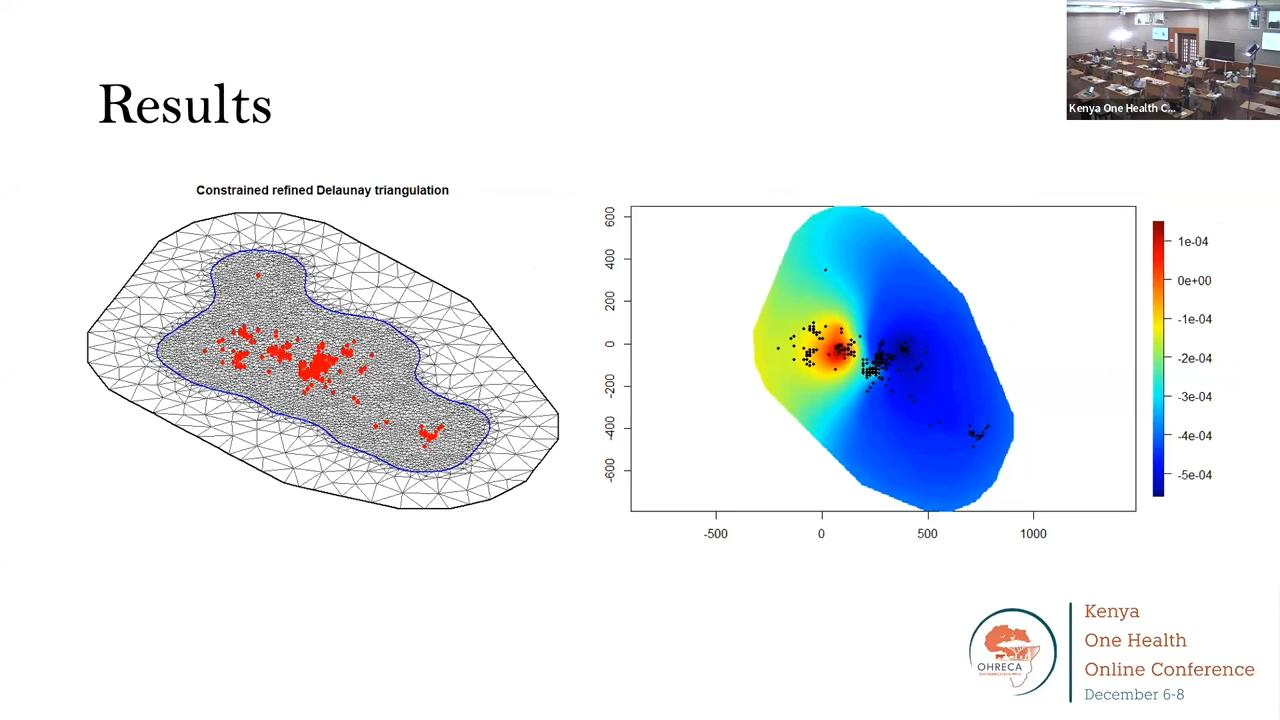 Kenya One Health C...
Results
Constrained refined Delaunay triangulation
600
400
200
0
-200
-400
-600
-500
0
500
1000
1e-04
0e+00
-1e-04
-2e-04
-3e-04
-4e-04
-5e-04
OHRECA
Kenya
One Health
Online Conference
December 6-8